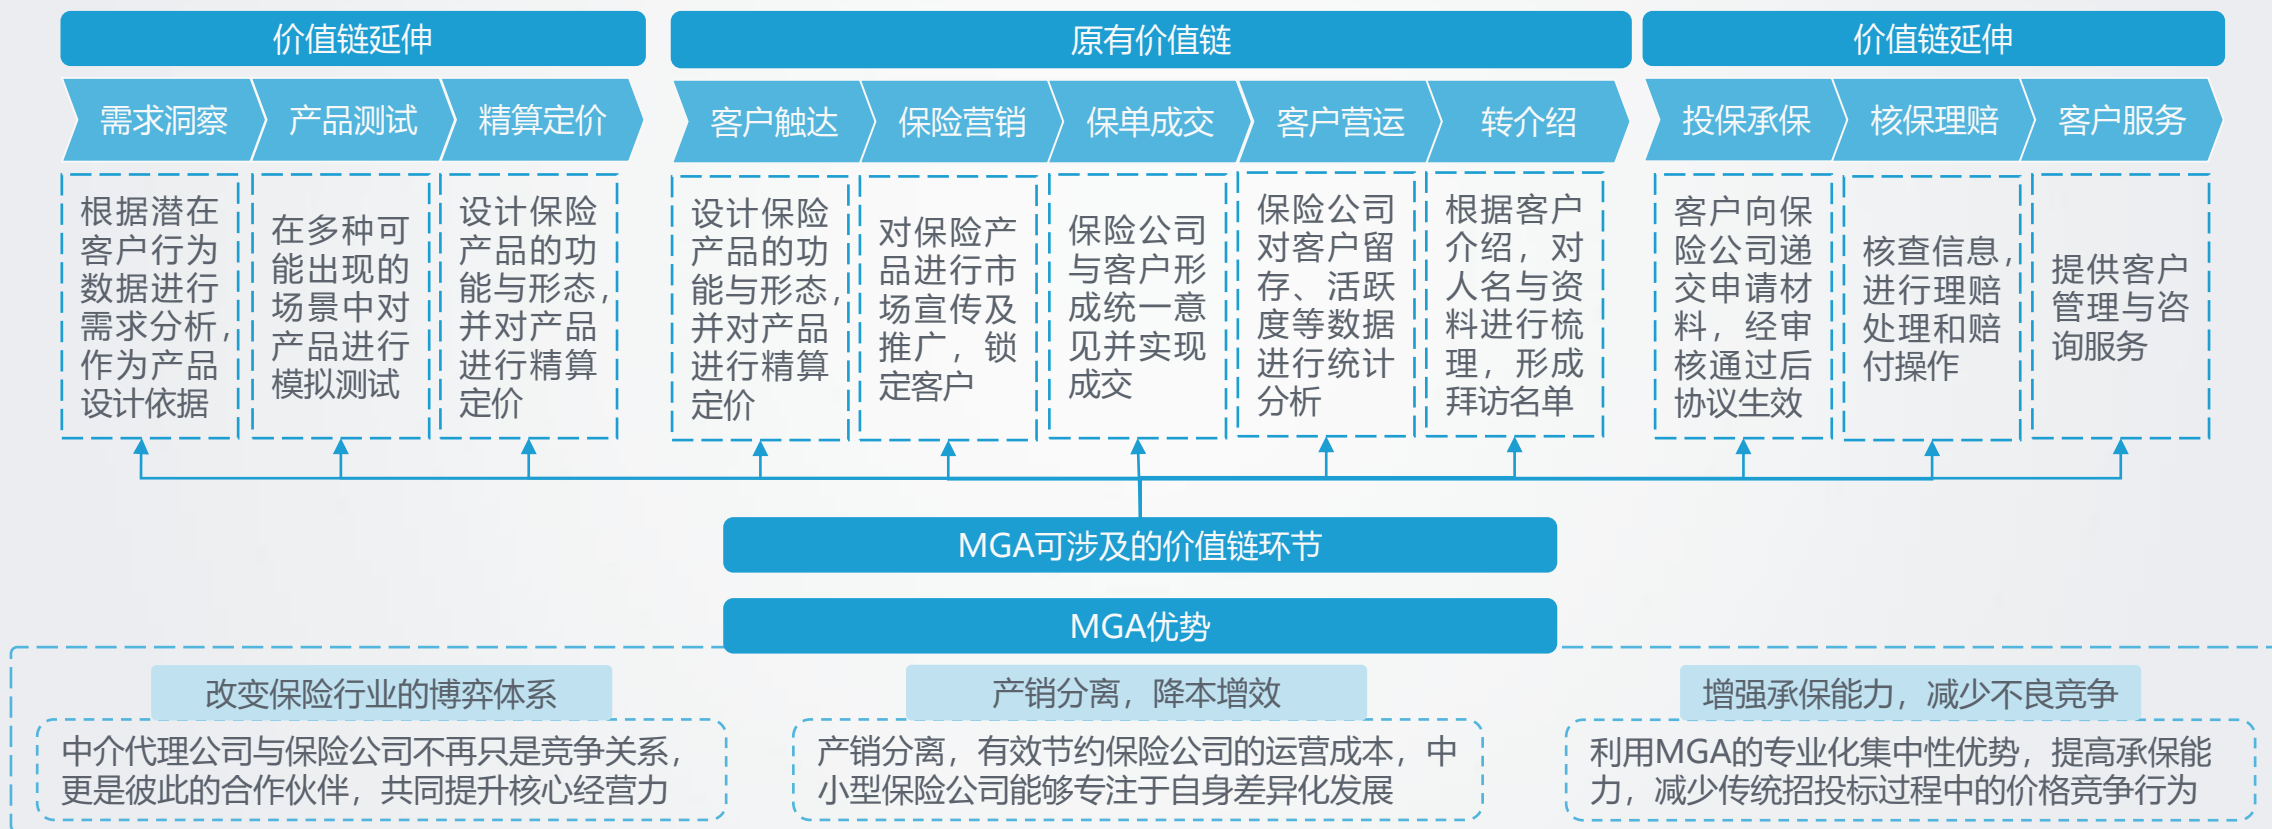 价值链延伸
原有价值链
价值链延伸
需求洞察
产品测试
精算定价
客户触达
保险营销
保单成交
客户营运
转介绍
投保承保
核保理赔
客户服务
根据潜在
客户行为
数据进行
需求分析，
作为产品
设计依据
在多种可
能出现的
场景中对
产品进行
模拟测试
设计保险
产品的功
能与形态，
并对产品
进行精算
定价
设计保险
产品的功
能与形态，
并对产品
进行精算
定价
对保险产
品进行市
场宣传及
推广，锁
定客户
保险公司
与客户形
成统一意
见并实现
成交
保险公司
对客户留
存、活跃
度等数据
进行统计
分析
根据客户
介绍，对
人名与资
料进行梳
理，形成
拜访名单
客户向保
险公司递
交申请材
料，经审
核通过后
协议生效
核查信息，
进行理赔
处理和赔
付操作
提供客户
管理与咨
询服务
MGA可涉及的价值链环节
MGA优势
改变保险行业的博弈体系
中介代理公司与保险公司不再只是竞争关系，
更是彼此的合作伙伴，共同提升核心经营力
产销分离，降本增效
产销分离，有效节约保险公司的运营成本，中
小型保险公司能够专注于自身差异化发展
增强承保能力，减少不良竞争
利用MGA的专业化集中性优势，提高承保能
力，减少传统招投标过程中的价格竞争行为